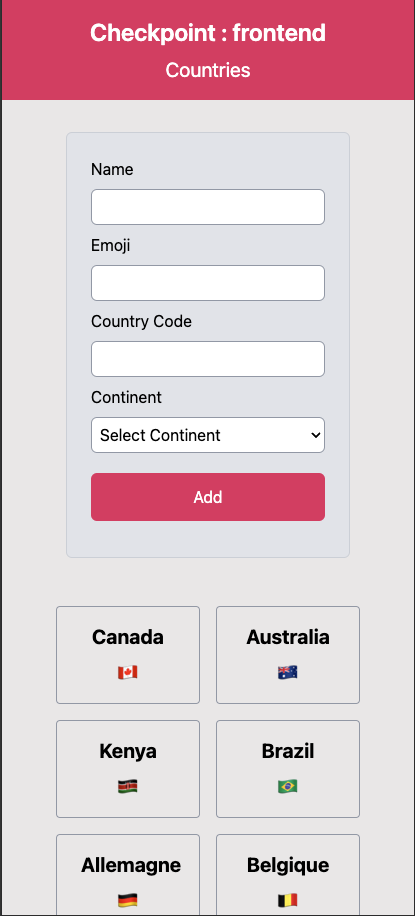 Checkpoint : frontend
Countries
Name
Emoji
Country Code
Continent
Select Continent
Add
Canada
Australia
🇨🇦
🇦🇺
Kenya
Brazil
🇰🇪
🇧🇷
Allemagne
Belgique
🇩🇪
🇧🇪